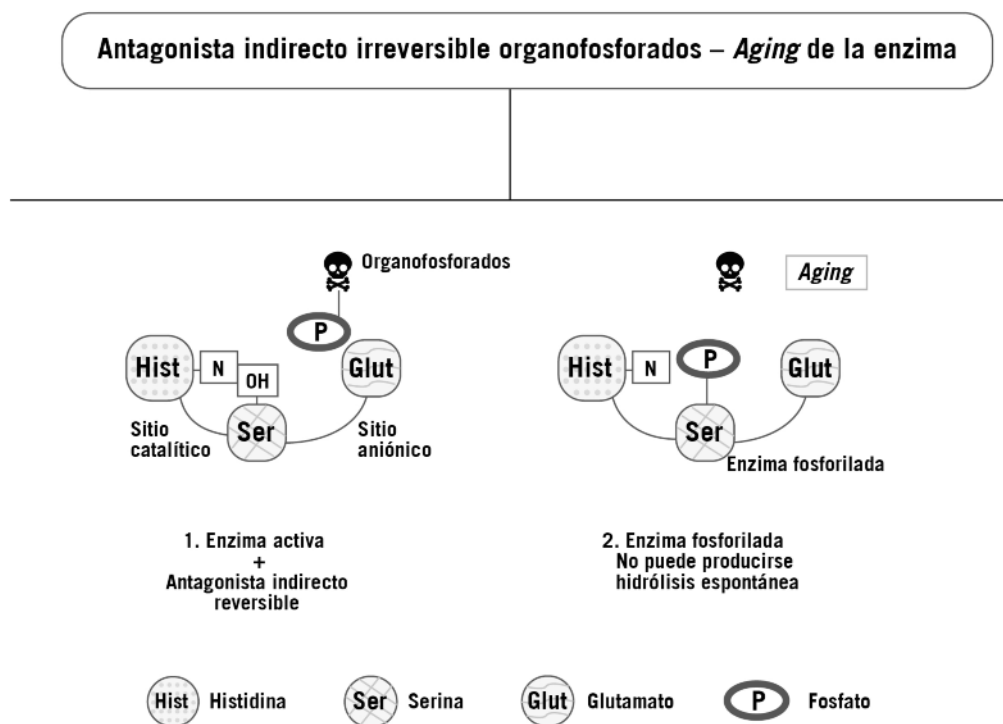 Antagonista indirecto irreversible organofosforados – Aging de la enzima
Organofosforados
P
Hist
N
OH
Glut
Ser
Sitio
catalítico
Sitio
aniónico
1. Enzima activa
+
Antagonista indirecto
reversible
Aging
Hist
N
P
Glut
Ser
Enzima fosforilada
2. Enzima fosforilada
No puede producirse
hidrólisis espontánea
Hist Histidina
Ser Serina
Glut Glutamato
P Fosfato